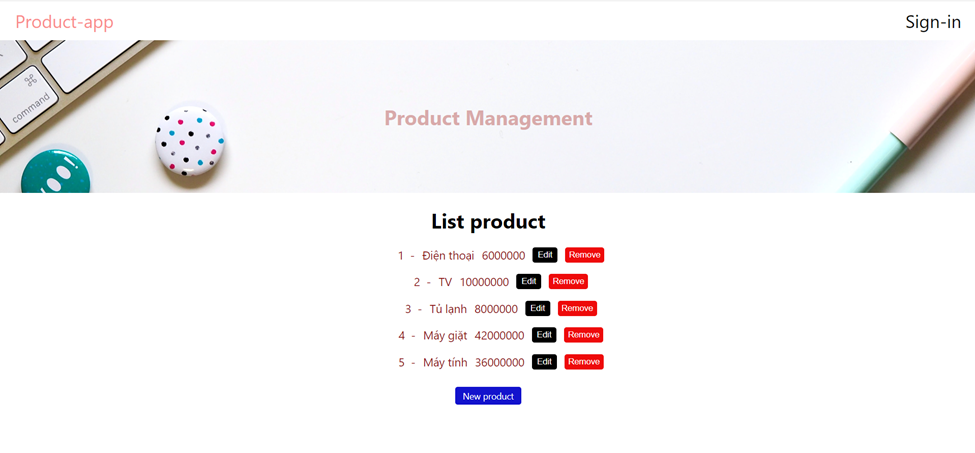 Product-app Sign-in
⌘
command
Product Management
List product
1 - Điện thoại 6000000 Edit Remove
2 - TV 10000000 Edit Remove
3 - Tủ lạnh 8000000 Edit Remove
4 - Máy giặt 42000000 Edit Remove
5 - Máy tính 36000000 Edit Remove
New product